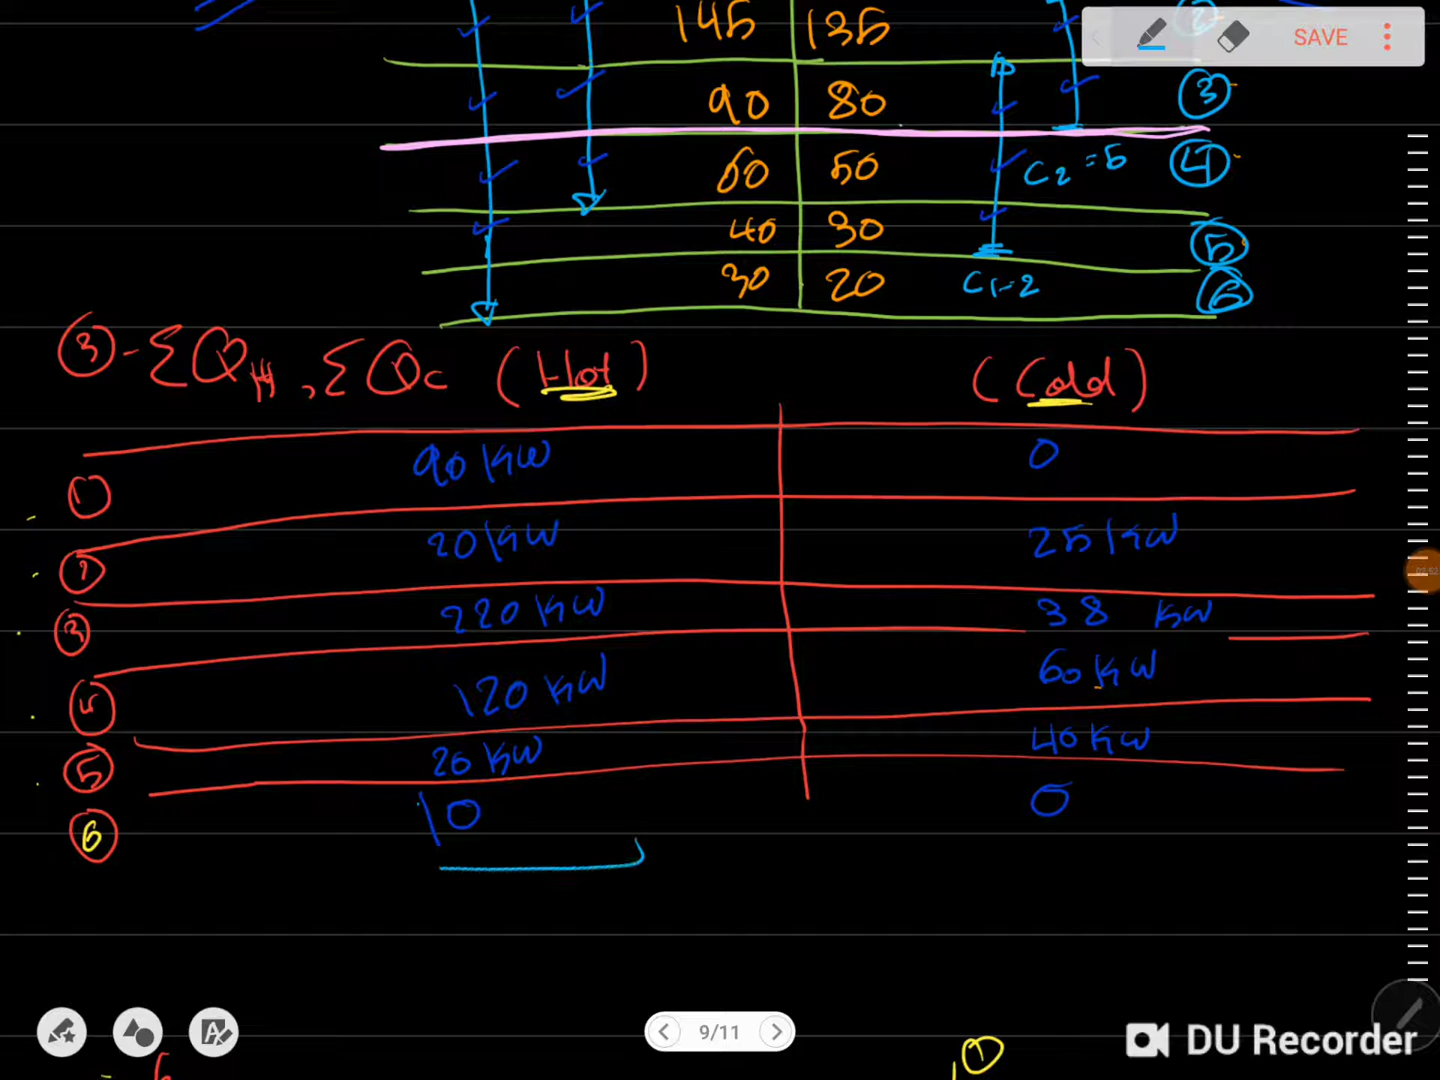 145 135
SAVE
90 80 3
60 50 C2 = 5 4
40 30 5
30 20 C1-2 6
3 - ΣQH, ΣQc (Hot) (Cold)
1 90 KW 0
2 20 KW 25 KW
3 220 KW 38 KW
4 120 KW 60 KW
5 20 KW 40 KW
6 10 0
1
9/11
DU Recorder